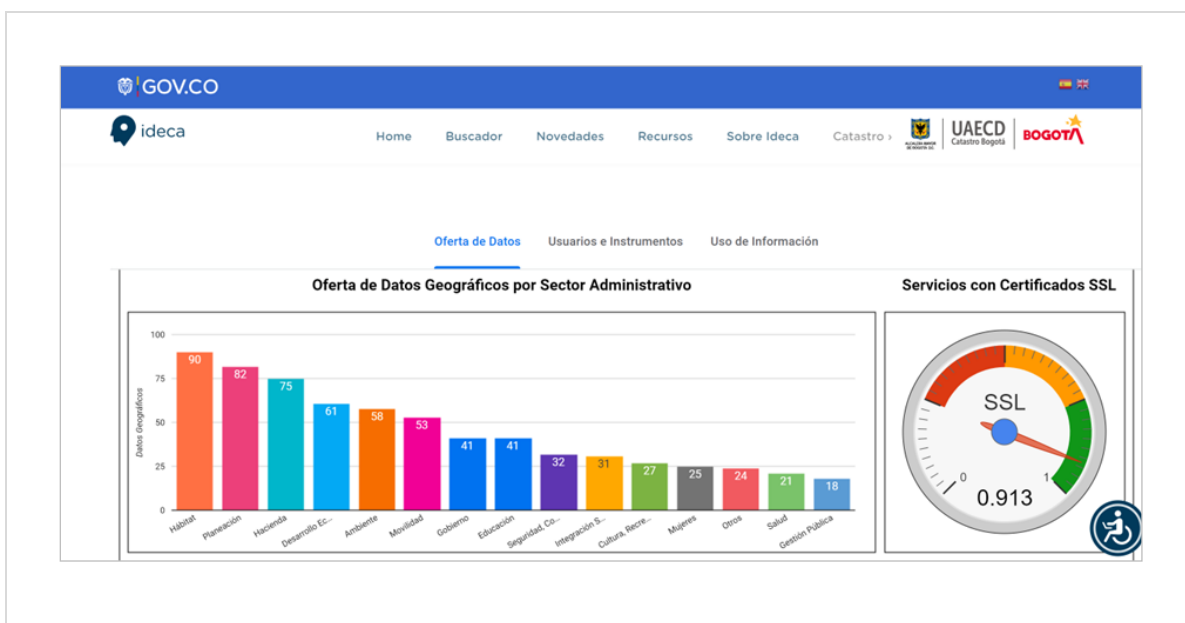 GOV.CO
ideca
Home Buscador Novedades Recursos Sobre Ideca Catastro ›
ALCALDÍA MAYOR
DE BOGOTÁ D.C.
UAECD
Catastro Bogotá
BOGOTÁ
Oferta de Datos Usuarios e Instrumentos Uso de Información
Oferta de Datos Geográficos por Sector Administrativo
Datos Geográficos
100
75
50
25
0
90 82 75 61 58 53 41 41 32 31 27 25 24 21 18
Hábitat Planeación Hacienda Desarrollo Ec... Ambiente Movilidad Gobierno Educación Seguridad, Co... Integración S... Cultura, Recre... Mujeres Otros Salud Gestión Pública
Servicios con Certificados SSL
SSL
0 1
0.913